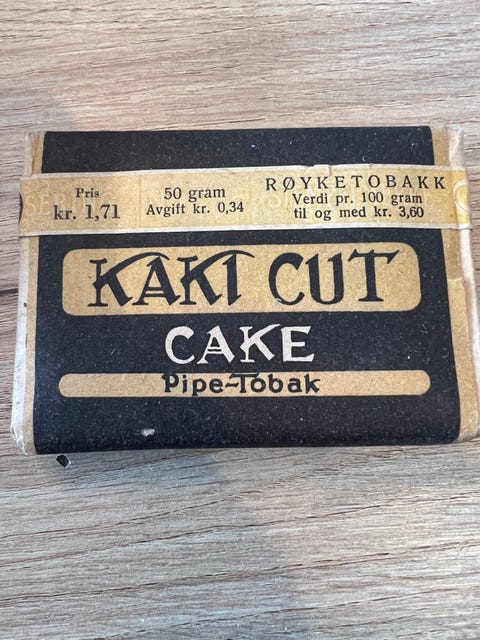 Pris
kr. 1,71
50 gram
Avgift kr. 0,34
RØYKETOBAKK
Verdi pr. 100 gram
til og med kr. 3,60
KAKI CUT
CAKE
Pipe-Tobak